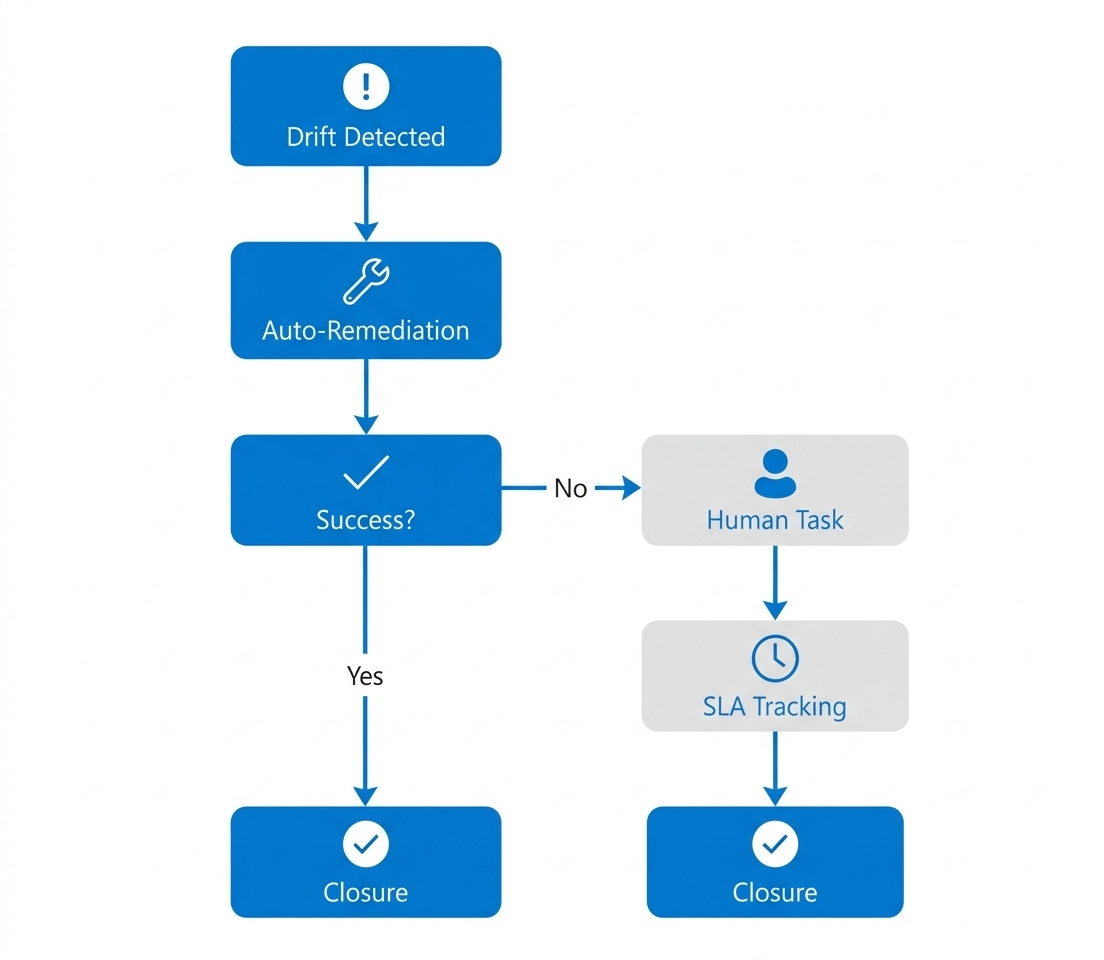 Drift Detected
Auto-Remediation
Success?
No
Human Task
SLA Tracking
Yes
Closure
Closure